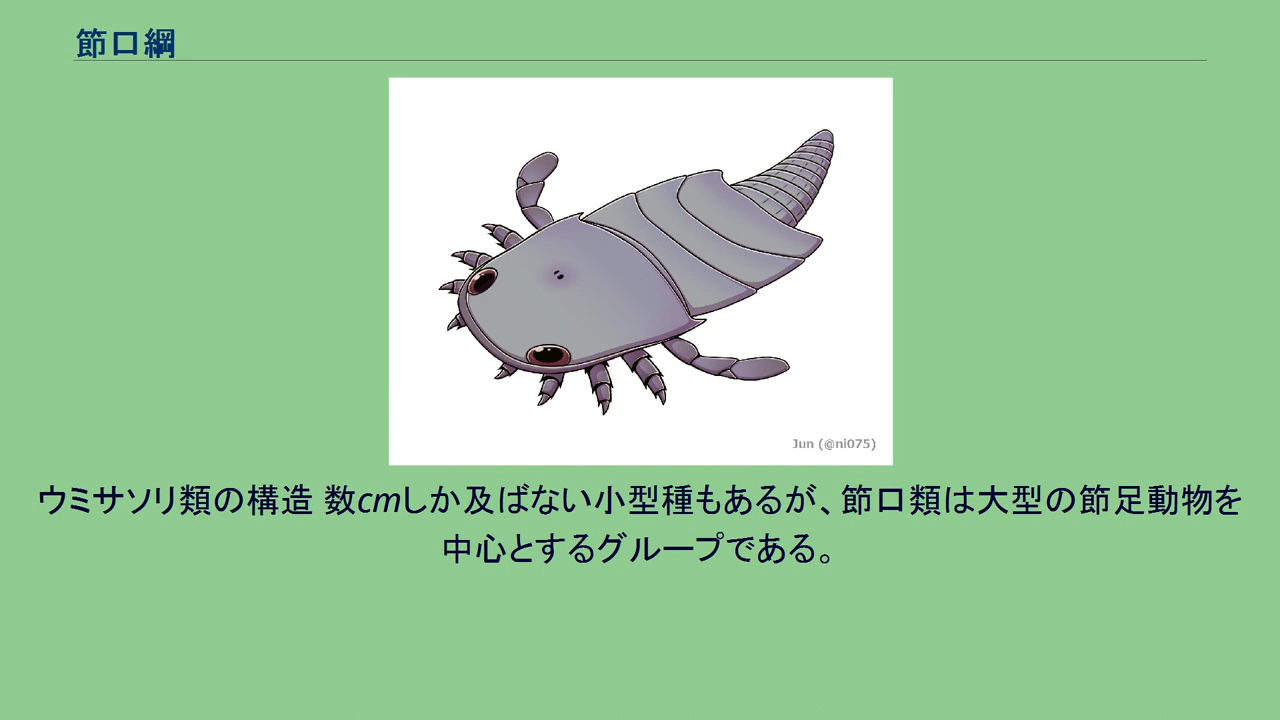 節口綱
Jun (@ni075)
ウミサソリ類の構造 数cmしか及ばない小型種もあるが、節口類は大型の節足動物を
中心とするグループである。